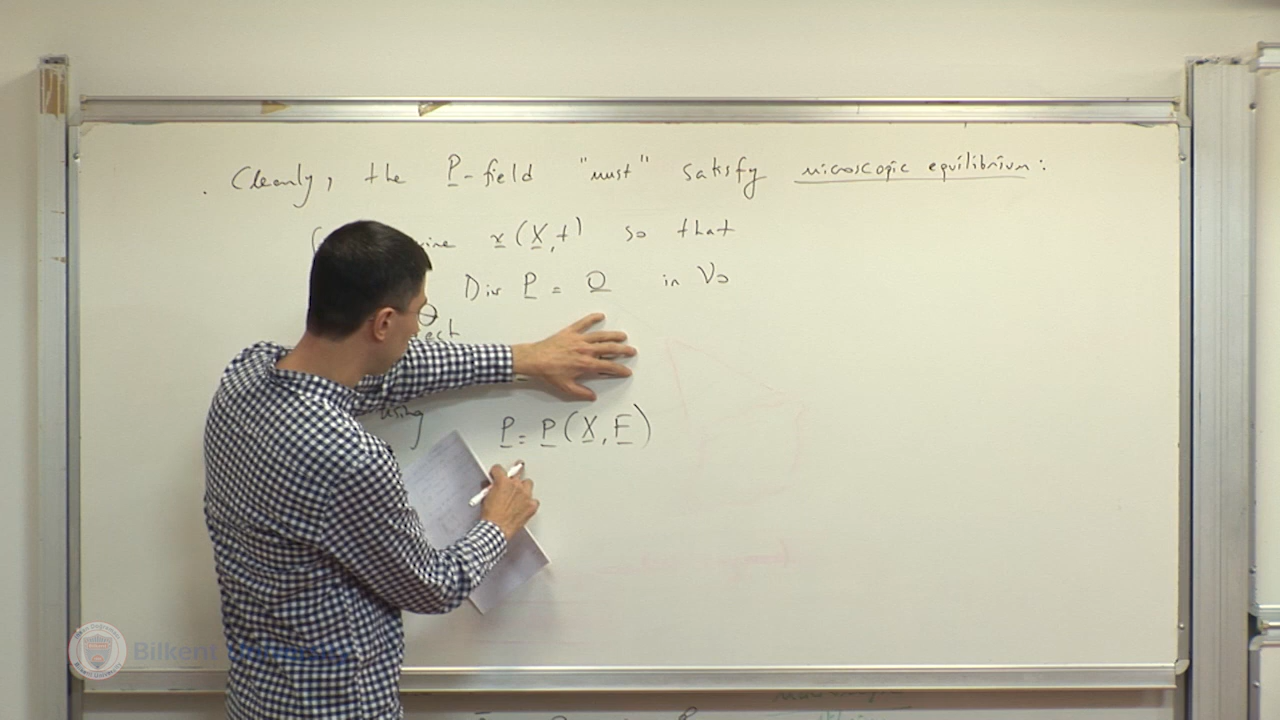 . Clearly, the P-field "must" satisfy microscopic equilibrium :
x (X,t) so that
Div P = 0 in V0
using P = P(X, F)
Bilkent